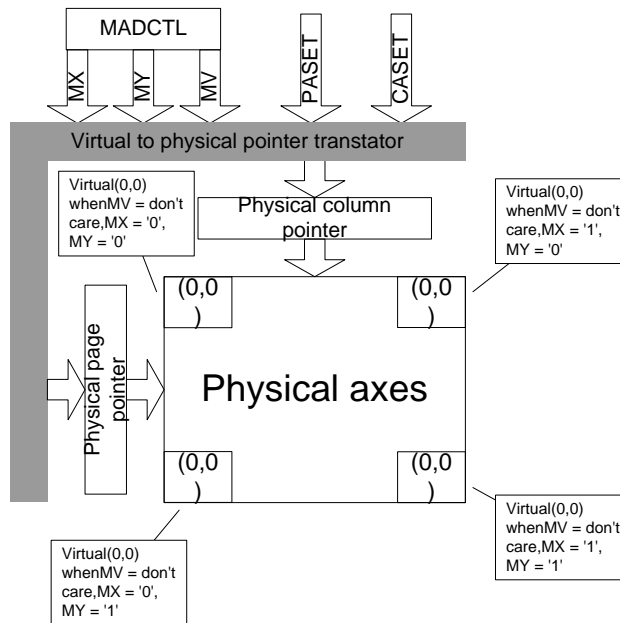 MADCTL
MX
MY
MV
PASET
CASET
Virtual to physical pointer transtator
Virtual(0,0)
whenMV = don't
care,MX = '0',
MY = '0'
Physical column
pointer
Virtual(0,0)
whenMV = don't
care,MX = '1',
MY = '0'
(0,0
)
(0,0
)
Physical page
pointer
Physical axes
(0,0
)
(0,0
)
Virtual(0,0)
whenMV = don't
care,MX = '0',
MY = '1'
Virtual(0,0)
whenMV = don't
care,MX = '1',
MY = '1'